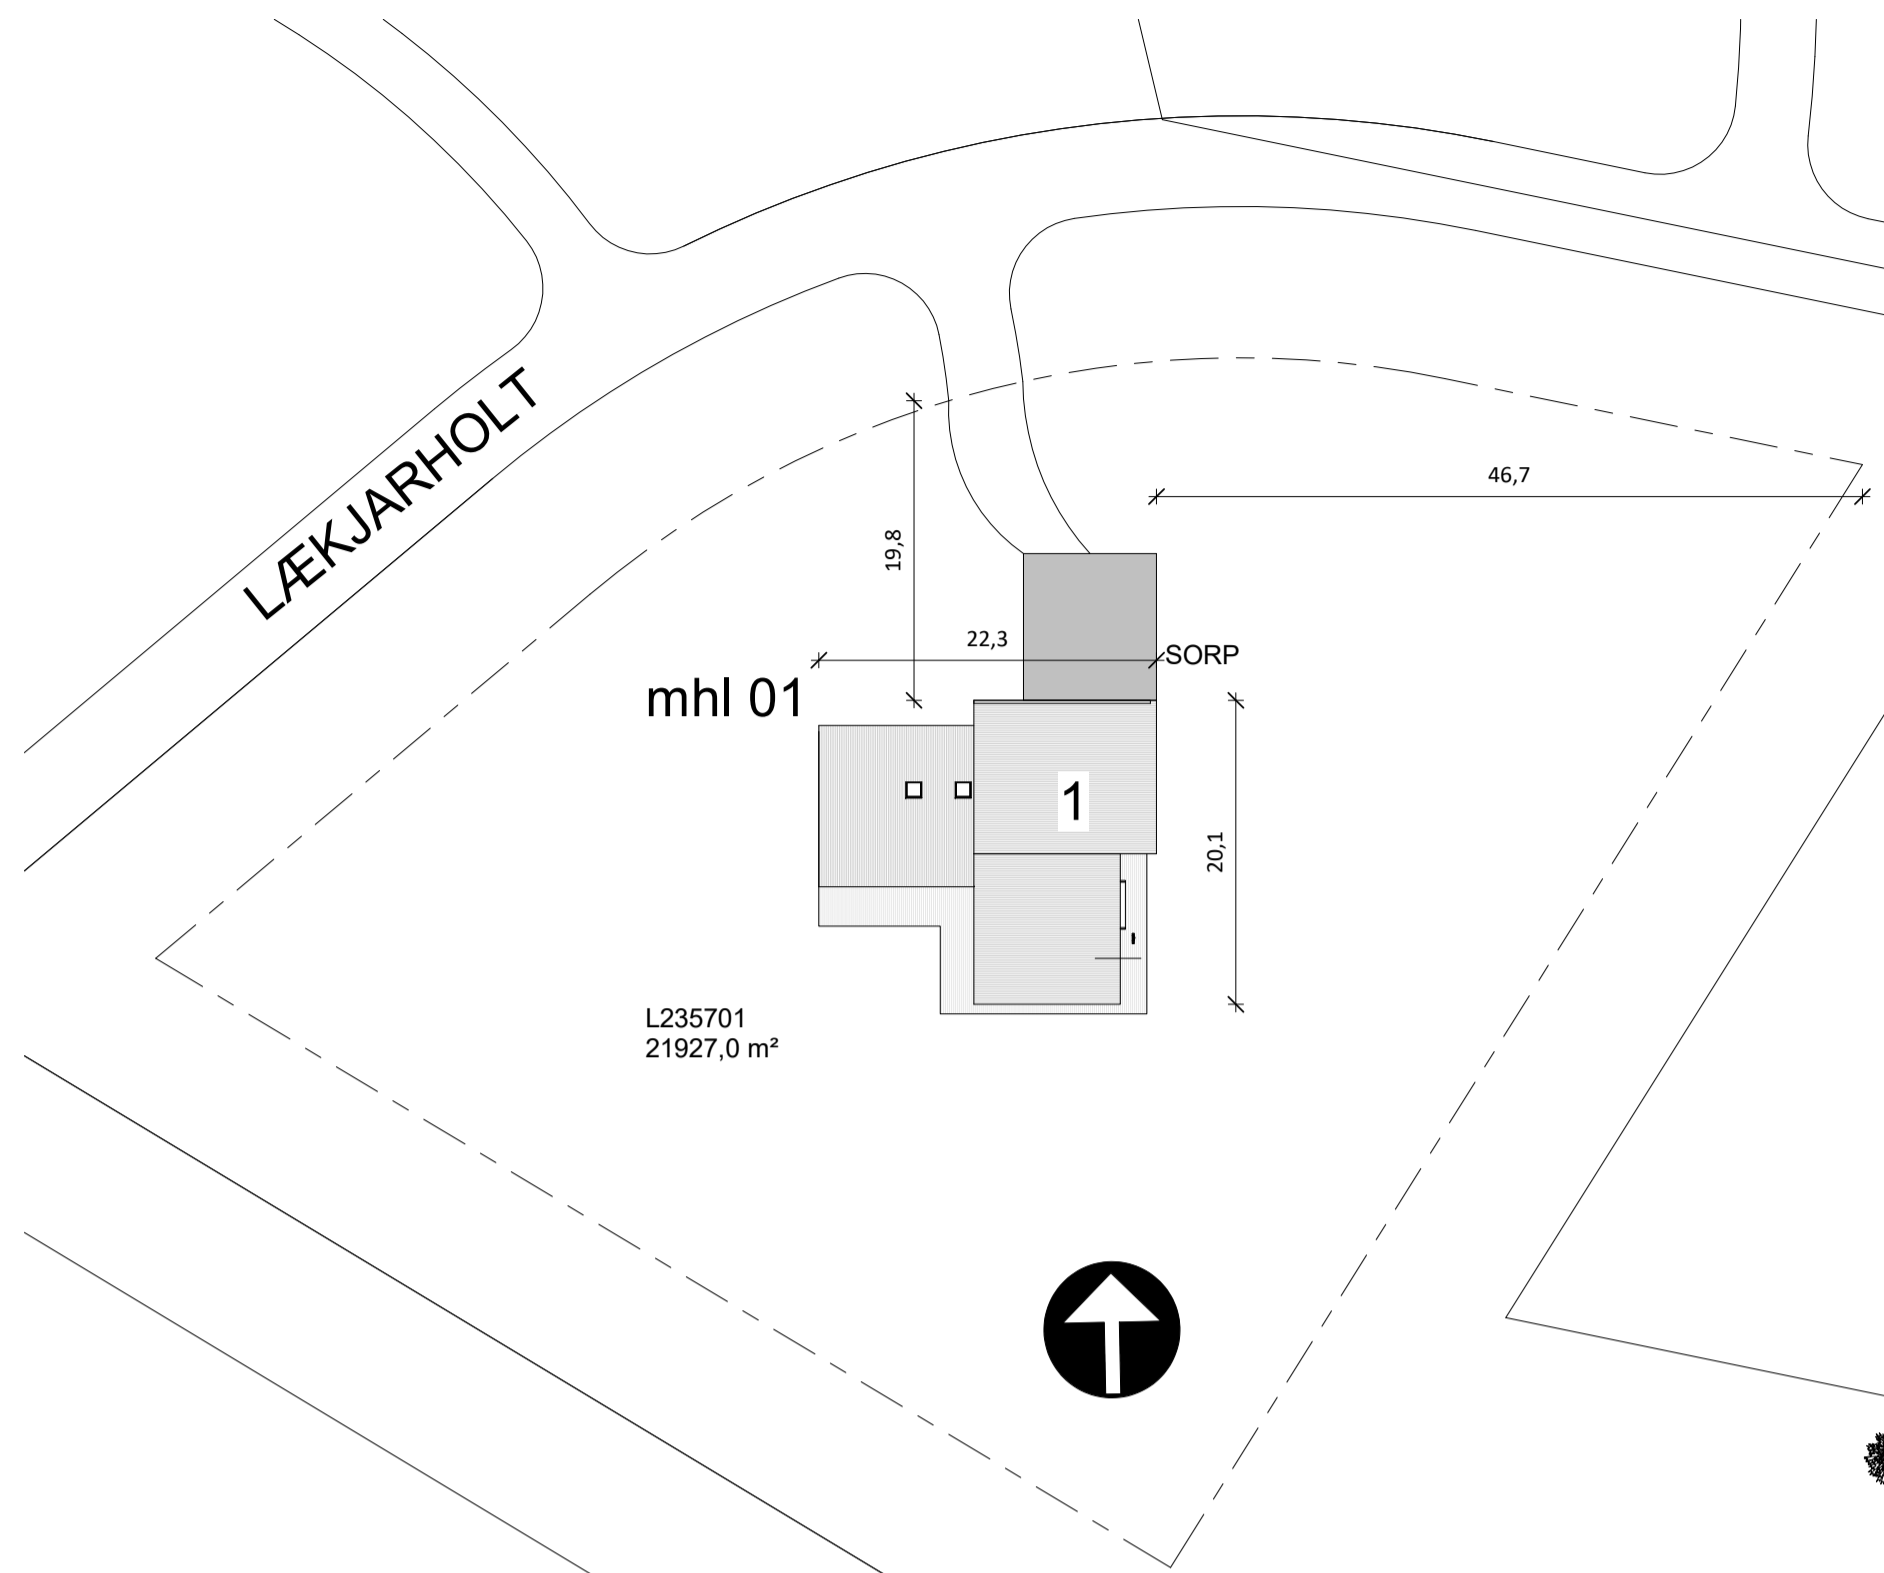 LÆKJARHOLT
46,7
19,8
22,3
SORP
mhl 01
1
20,1
L235701
21927,0 m²